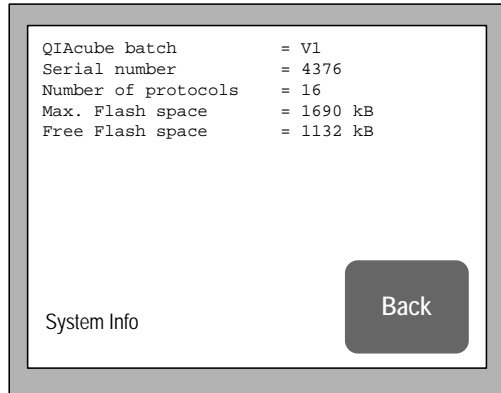 QIAcube batch = V1
Serial number = 4376
Number of protocols = 16
Max. Flash space = 1690 kB
Free Flash space = 1132 kB
System Info
Back